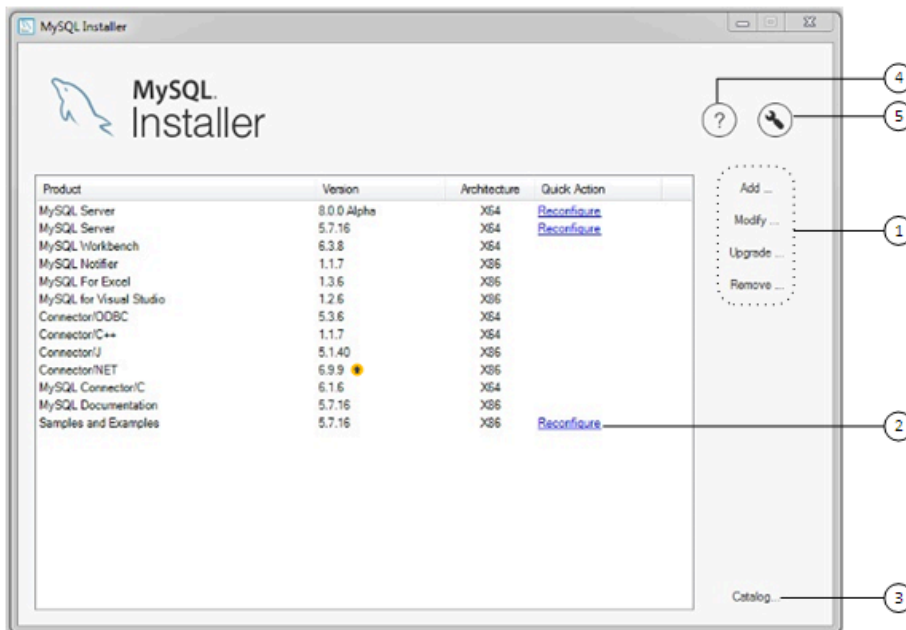 MySQL Installer
MySQL.
Installer
4
?
5
Product Version Architecture Quick Action
Add ...
MySQL Server 8.0.0 Alpha X64 Reconfigure
MySQL Server 5.7.16 X64 Reconfigure
Modify ...
1
MySQL Workbench 6.3.8 X64
MySQL Notifier 1.1.7 X86
Upgrade ...
MySQL For Excel 1.3.6 X86
Remove ...
MySQL for Visual Studio 1.2.6 X86
Connector/ODBC 5.3.6 X64
Connector/C++ 1.1.7 X64
Connector/J 5.1.40 X86
Connector/NET 6.9.9 X86
MySQL Connector/C 6.1.6 X64
MySQL Documentation 5.7.16 X86
Samples and Examples 5.7.16 X86 Reconfigure
2
Catalog...
3